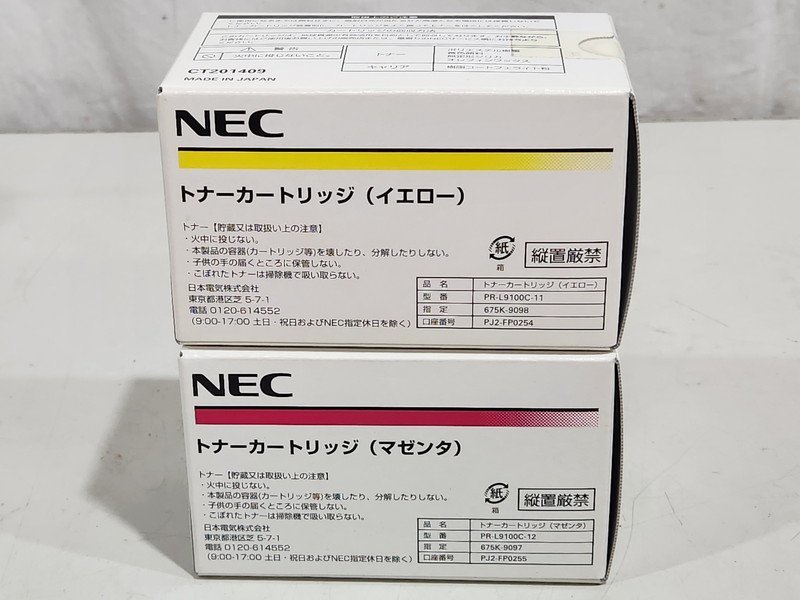 警告
火中に投じないこと。
トナー
キャリア
CT201409
MADE IN JAPAN
NEC
トナーカートリッジ（イエロー）
トナー【貯蔵又は取扱い上の注意】
・火中に投じない。
・本製品の容器(カートリッジ等)を壊したり、分解したりしない。
・子供の手の届くところに保管しない。
・こぼれたトナーは掃除機で吸い取らない。
日本電気株式会社
東京都港区芝 5-7-1
電話 0120-614552
(9:00-17:00 土日・祝日およびNEC指定休日を除く)
紙
箱
縦置厳禁
品 名 トナーカートリッジ（イエロー）
型 番 PR-L9100C-11
指 定 675K-9098
口座番号 PJ2-FP0254
NEC
トナーカートリッジ（マゼンタ）
トナー【貯蔵又は取扱い上の注意】
・火中に投じない。
・本製品の容器(カートリッジ等)を壊したり、分解したりしない。
・子供の手の届くところに保管しない。
・こぼれたトナーは掃除機で吸い取らない。
日本電気株式会社
東京都港区芝 5-7-1
電話 0120-614552
(9:00-17:00 土日・祝日およびNEC指定休日を除く)
紙
箱
縦置厳禁
品 名 トナーカートリッジ（マゼンタ）
型 番 PR-L9100C-12
指 定 675K-9097
口座番号 PJ2-FP0255